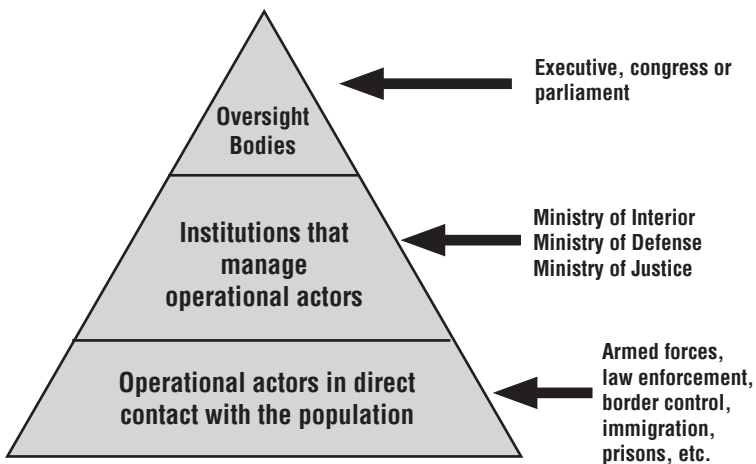 Oversight
Bodies
Executive, congress or
parliament
Institutions that
manage
operational actors
Ministry of Interior
Ministry of Defense
Ministry of Justice
Operational actors in direct
contact with the population
Armed forces,
law enforcement,
border control,
immigration,
prisons, etc.